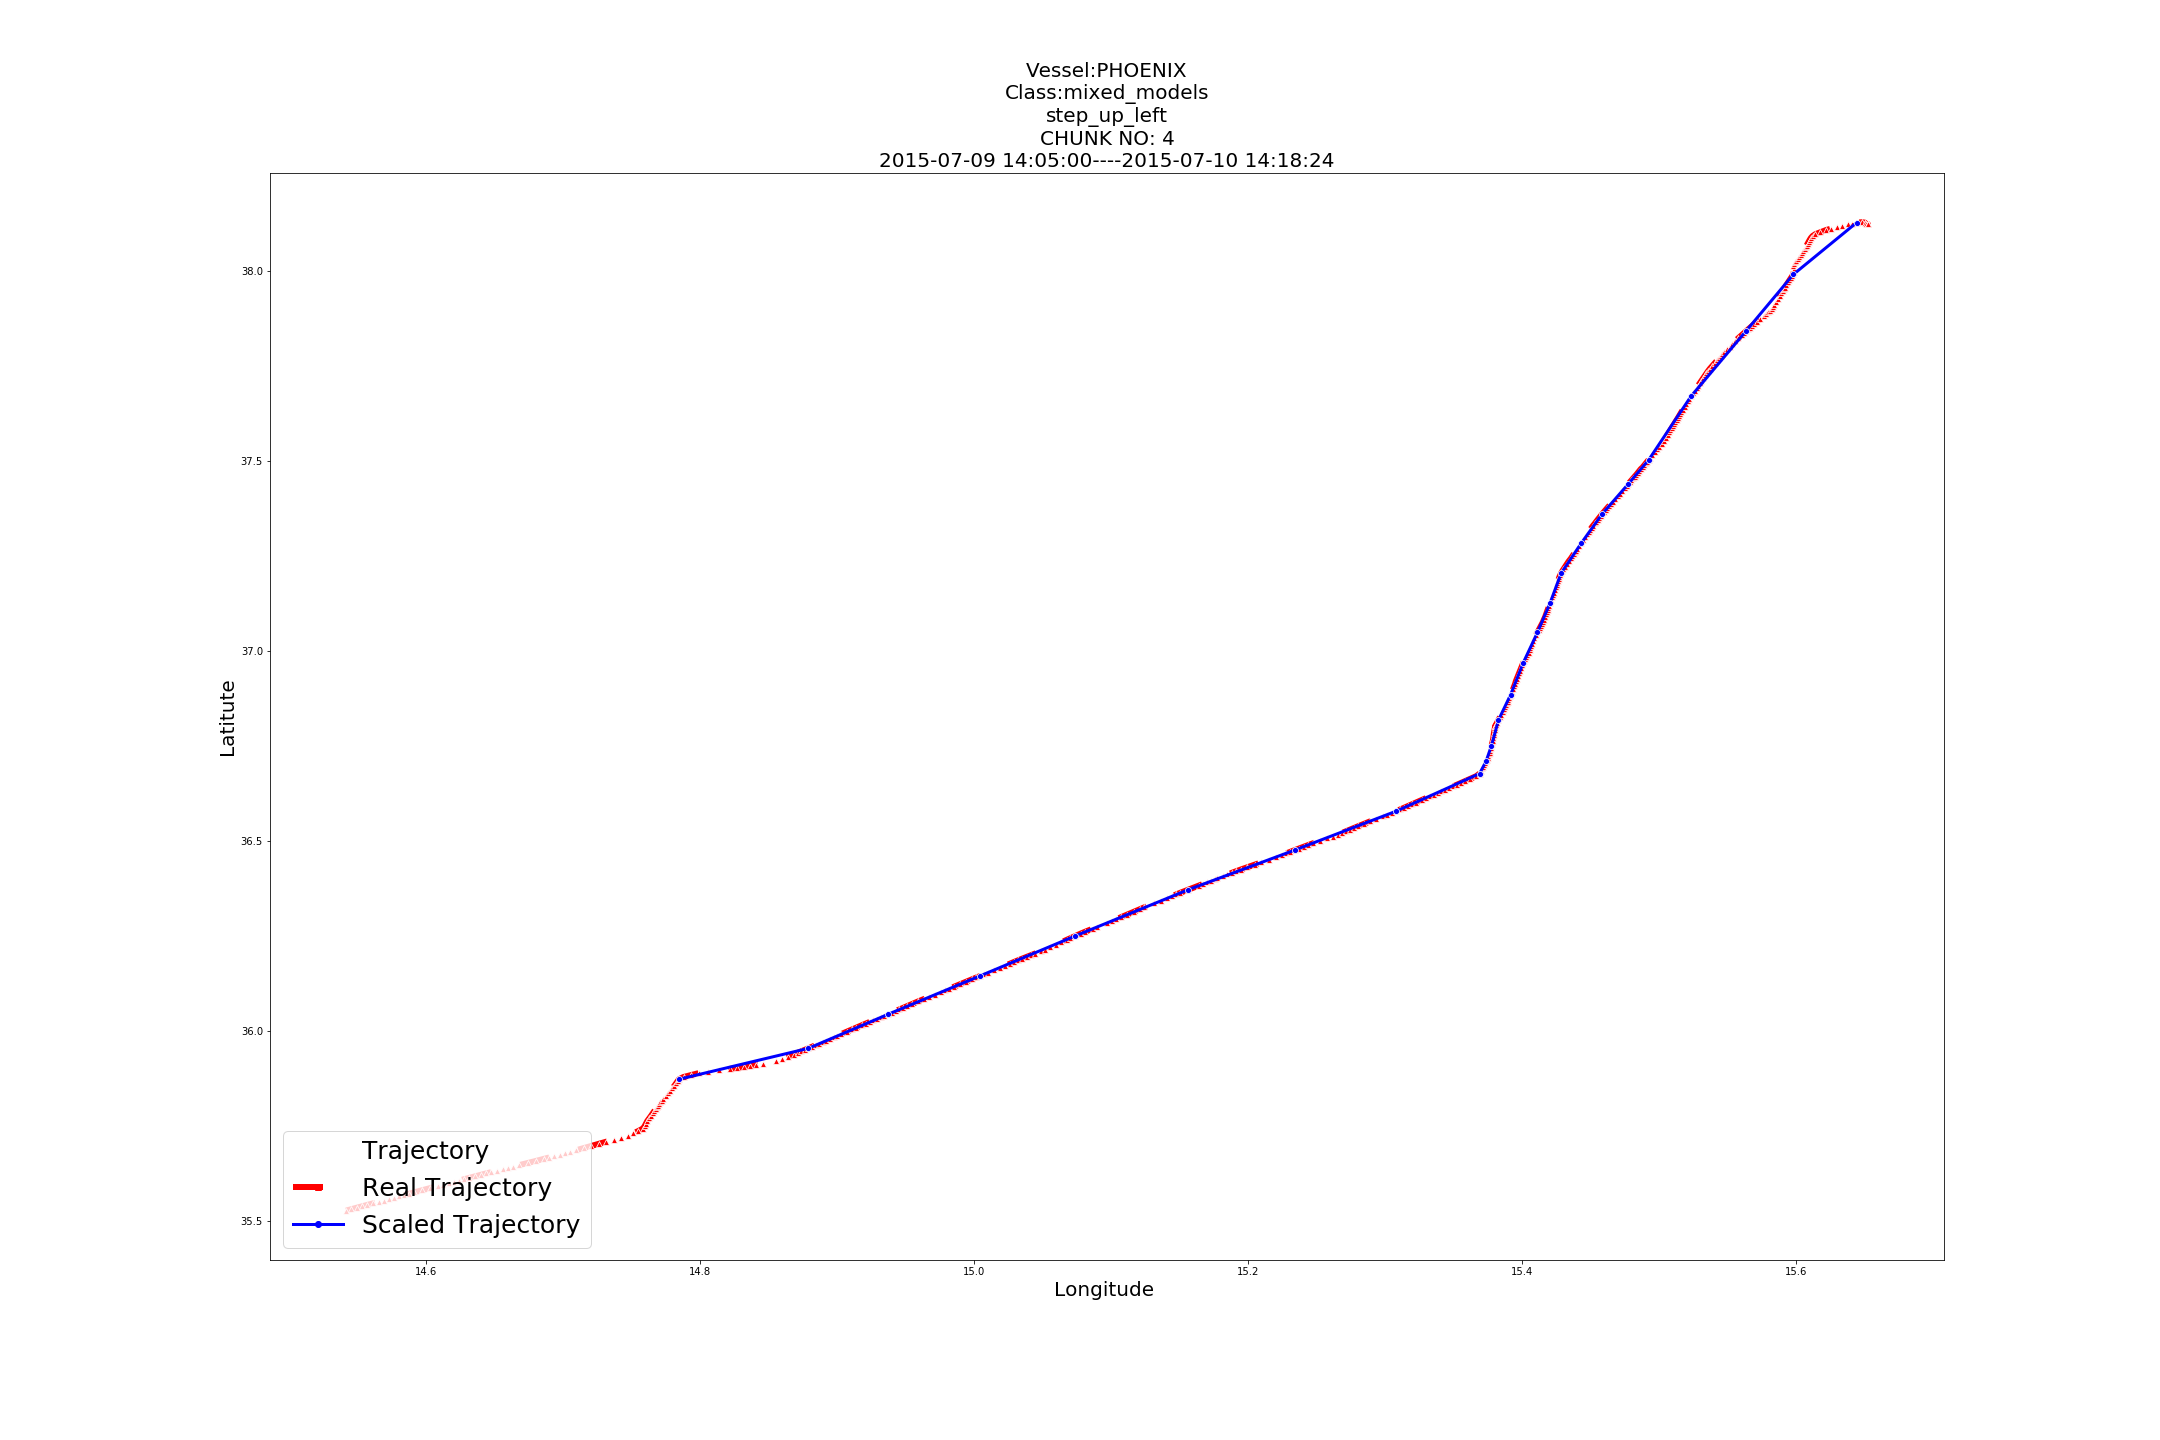 Vessel:PHOENIX
Class:mixed_models
step_up_left
CHUNK NO: 4
2015-07-09 14:05:00----2015-07-10 14:18:24
38.0
37.5
37.0
36.5
36.0
35.5
Latitute
Trajectory
Real Trajectory
Scaled Trajectory
14.6
14.8
15.0
15.2
15.4
15.6
Longitude